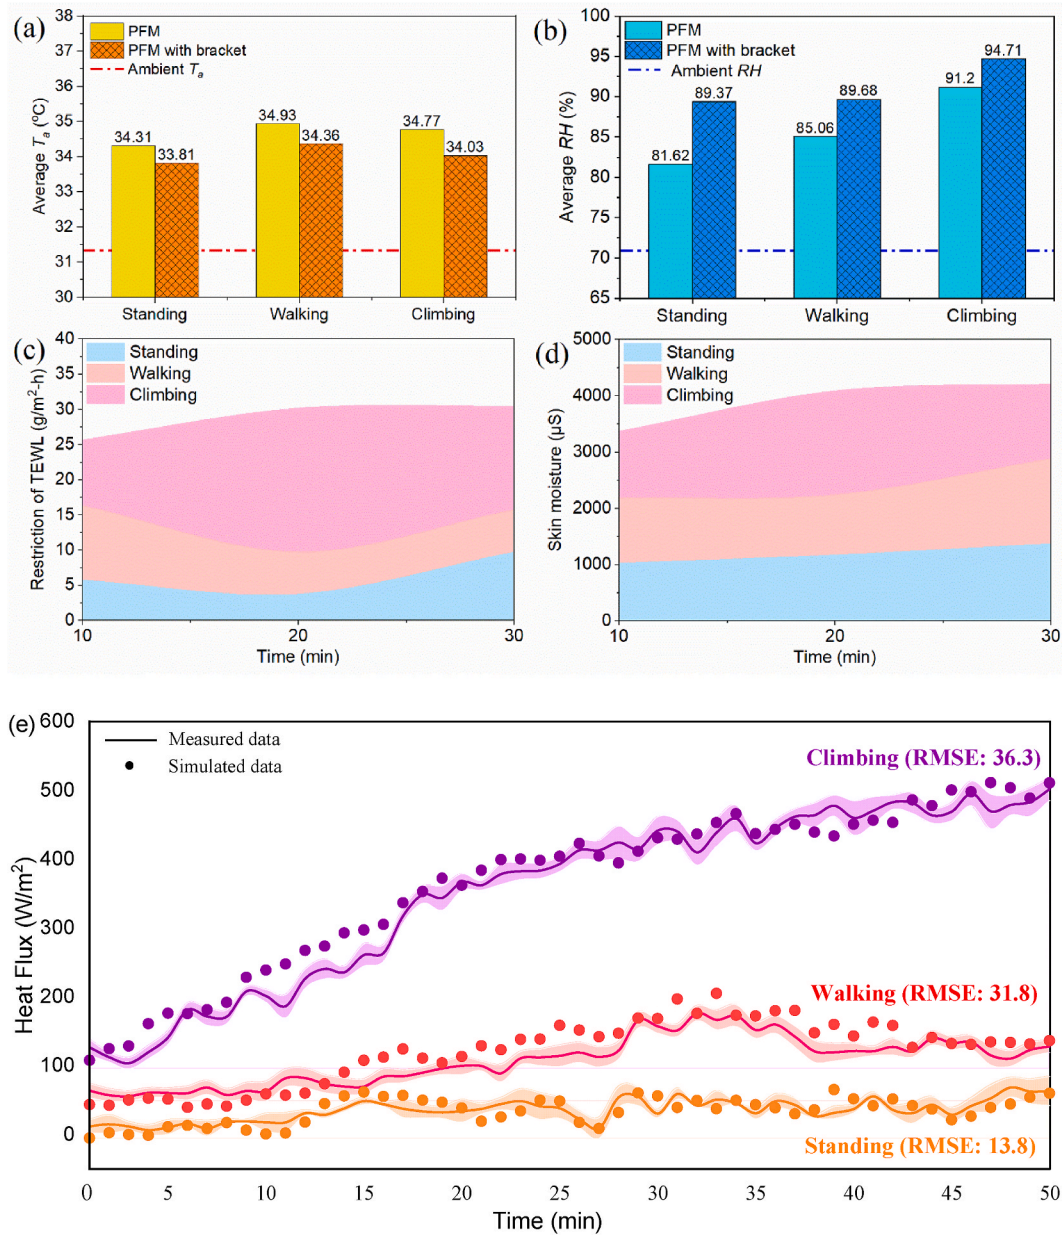 (a)
38
37
36
35
34
33
32
31
30
Average Ta (ºC)
PFM
PFM with bracket
Ambient Ta
34.31
33.81
34.93
34.36
34.77
34.03
Standing
Walking
Climbing
(b)
100
95
90
85
80
75
70
65
Average RH (%)
PFM
PFM with bracket
Ambient RH
81.62
89.37
85.06
89.68
91.2
94.71
Standing
Walking
Climbing
(c)
40
35
30
25
20
15
10
5
0
Restriction of TEWL (g/m²-h)
Standing
Walking
Climbing
10
20
30
Time (min)
(d)
5000
4000
3000
2000
1000
0
Skin moisture (µS)
Standing
Walking
Climbing
10
20
30
Time (min)
(e)
600
500
400
300
200
100
0
Heat Flux (W/m²)
Measured data
Simulated data
Climbing (RMSE: 36.3)
Walking (RMSE: 31.8)
Standing (RMSE: 13.8)
0
5
10
15
20
25
30
35
40
45
50
Time (min)